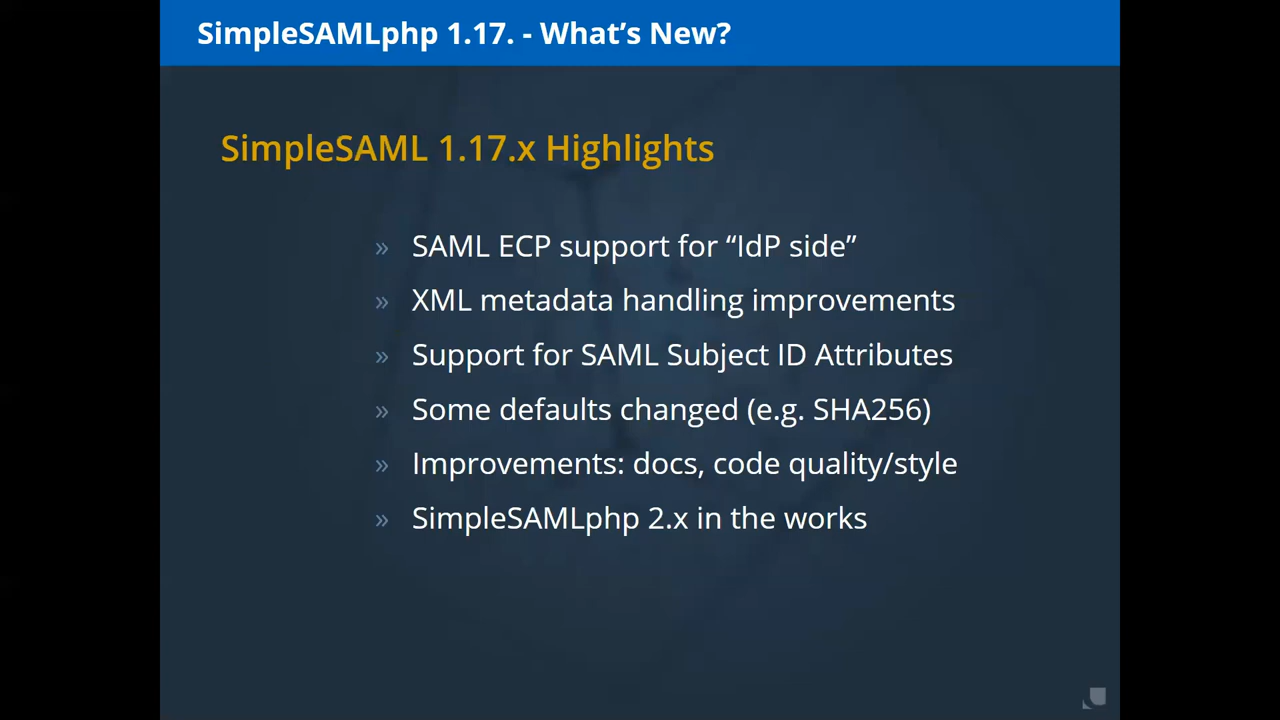 SimpleSAMLphp 1.17. - What’s New?
SimpleSAML 1.17.x Highlights
» SAML ECP support for “IdP side”
» XML metadata handling improvements
» Support for SAML Subject ID Attributes
» Some defaults changed (e.g. SHA256)
» Improvements: docs, code quality/style
» SimpleSAMLphp 2.x in the works